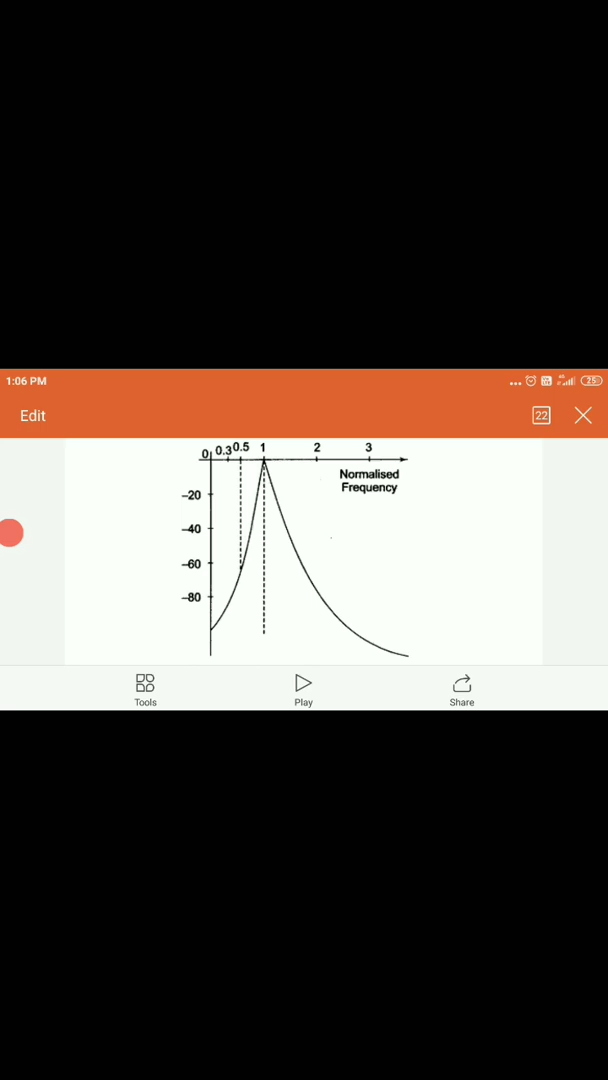 1:06 PM
25
Edit
22
0 0.3 0.5 1 2 3
Normalised
Frequency
-20
-40
-60
-80
Tools
Play
Share